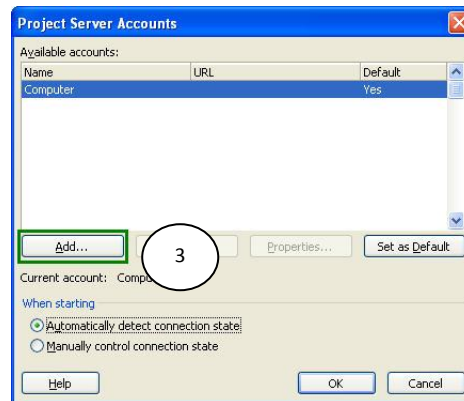 Project Server Accounts
Available accounts:
Name URL Default
Computer Yes
Add... 3 Properties... Set as Default
Current account:
When starting
Automatically detect connection state
Manually control connection state
Help OK Cancel